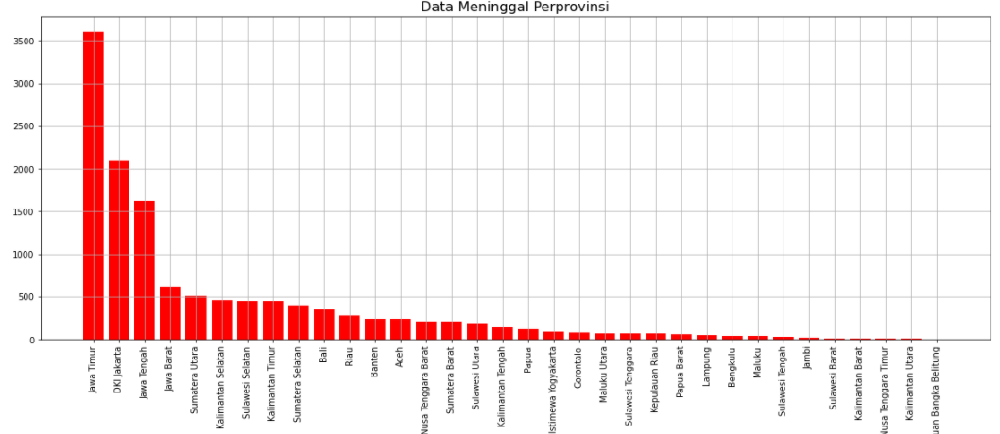 Data Meninggal Perprovinsi
3500
3000
2500
2000
1500
1000
500
0
Jawa Timur
DKI Jakarta
Jawa Tengah
Jawa Barat
Sumatera Utara
Kalimantan Selatan
Sulawesi Selatan
Kalimantan Timur
Sumatera Selatan
Bali
Riau
Banten
Aceh
Nusa Tenggara Barat
Sumatera Barat
Sulawesi Utara
Kalimantan Tengah
Papua
Istimewa Yogyakarta
Gorontalo
Maluku Utara
Sulawesi Tenggara
Kepulauan Riau
Papua Barat
Lampung
Bengkulu
Maluku
Sulawesi Tengah
Jambi
Sulawesi Barat
Kalimantan Barat
Nusa Tenggara Timur
Kalimantan Utara
Bangka Belitung